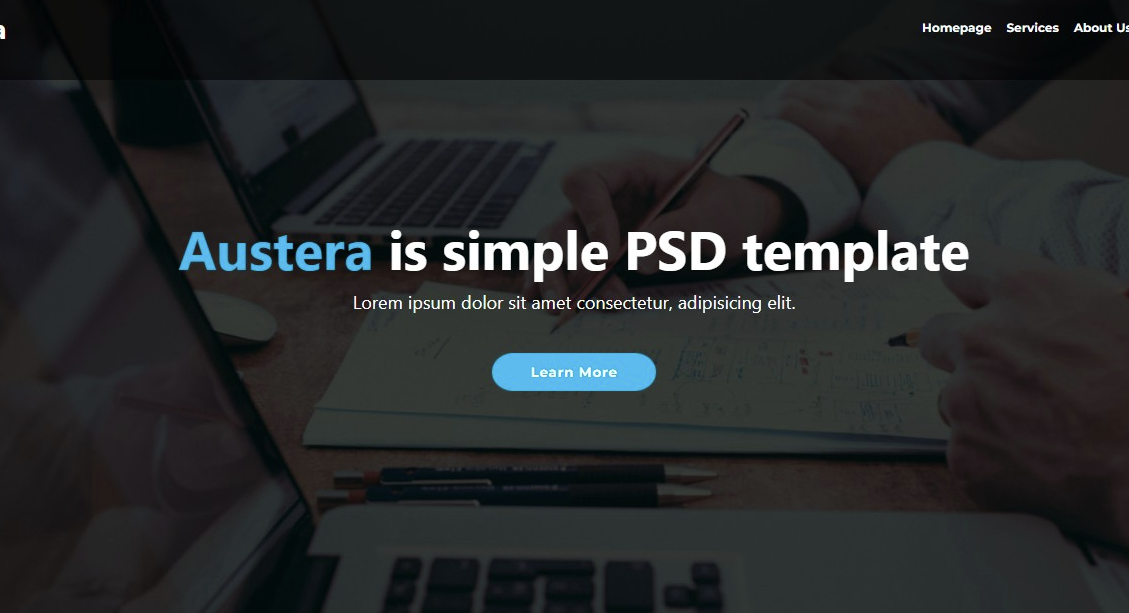 a
Homepage Services About Us
Austera is simple PSD template
Lorem ipsum dolor sit amet consectetur, adipisicing elit.
Learn More